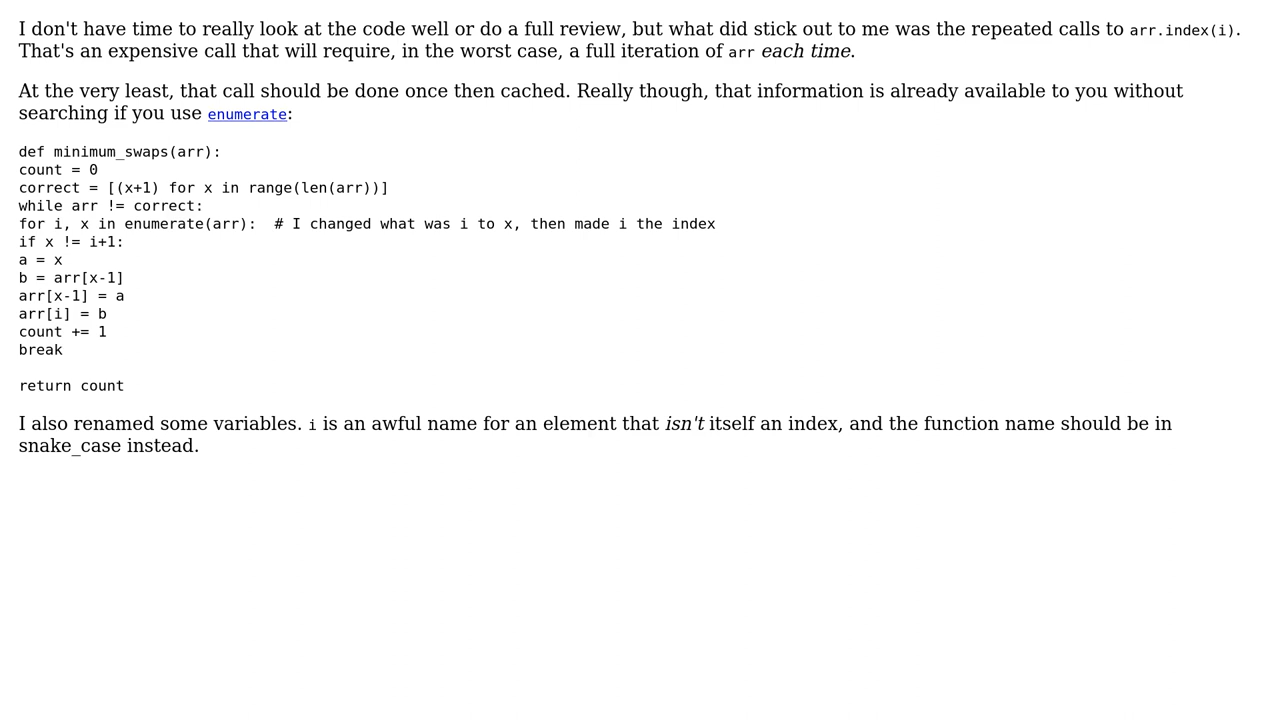 I don't have time to really look at the code well or do a full review, but what did stick out to me was the repeated calls to arr.index(i).
That's an expensive call that will require, in the worst case, a full iteration of arr each time.
At the very least, that call should be done once then cached. Really though, that information is already available to you without
searching if you use enumerate:
def minimum_swaps(arr):
count = 0
correct = [(x+1) for x in range(len(arr))]
while arr != correct:
for i, x in enumerate(arr):  # I changed what was i to x, then made i the index
if x != i+1:
a = x
b = arr[x-1]
arr[x-1] = a
arr[i] = b
count += 1
break
return count
I also renamed some variables. i is an awful name for an element that isn't itself an index, and the function name should be in
snake_case instead.